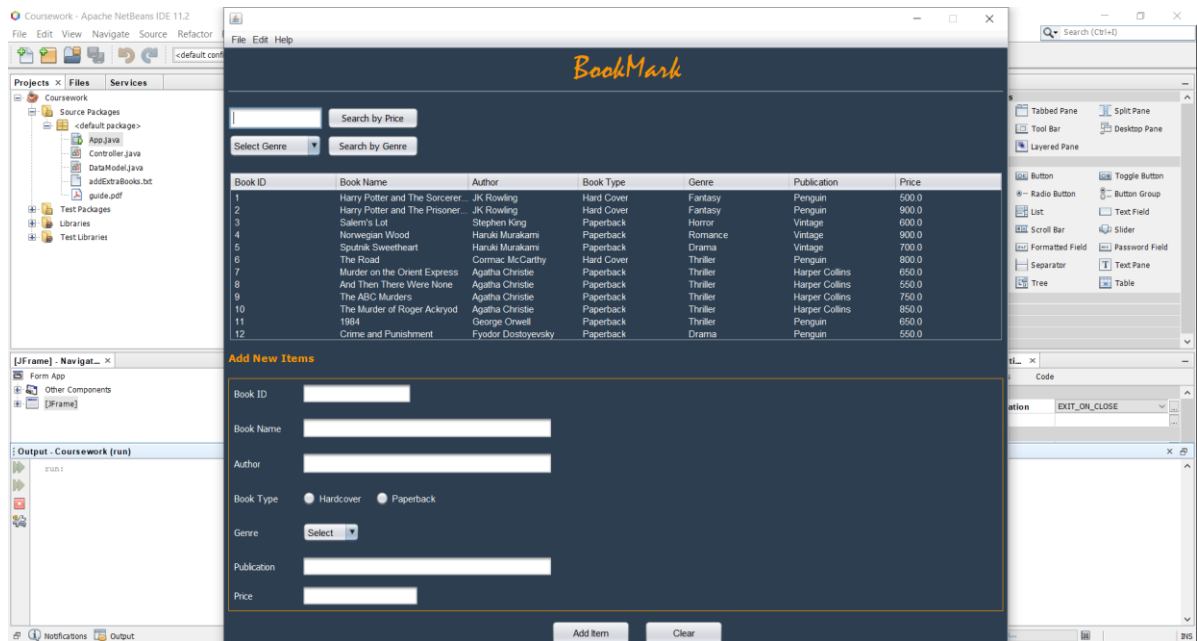 Coursework - Apache NetBeans IDE 11.2
File Edit View Navigate Source Refactor
Search (Ctrl+I)
<default conf
File Edit Help
BookMark
Projects Files Services
Coursework
Source Packages
<default package>
App.java
Controller.java
DataModel.java
addExtraBooks.txt
guide.pdf
Test Packages
Libraries
Test Libraries
Search by Price
Select Genre Search by Genre
Book ID Book Name Author Book Type Genre Publication Price
1 Harry Potter and The Sorcerer... JK Rowling Hard Cover Fantasy Penguin 500.0
2 Harry Potter and The Prisoner... JK Rowling Hard Cover Fantasy Penguin 900.0
3 Salem's Lot Stephen King Paperback Horror Vintage 600.0
4 Norwegian Wood Haruki Murakami Paperback Romance Vintage 900.0
5 Sputnik Sweetheart Haruki Murakami Paperback Drama Vintage 700.0
6 The Road Cormac McCarthy Hard Cover Thriller Penguin 800.0
7 Murder on the Orient Express Agatha Christie Paperback Thriller Harper Collins 650.0
8 And Then There Were None Agatha Christie Paperback Thriller Harper Collins 550.0
9 The ABC Murders Agatha Christie Paperback Thriller Harper Collins 750.0
10 The Murder of Roger Ackryod Agatha Christie Paperback Thriller Harper Collins 850.0
11 1984 George Orwell Paperback Thriller Penguin 650.0
12 Crime and Punishment Fyodor Dostoyevsky Paperback Drama Penguin 550.0
Add New Items
Book ID
Book Name
Author
Book Type Hardcover Paperback
Genre Select
Publication
Price
Add Item Clear
Tabbed Pane Split Pane
Tool Bar Desktop Pane
Layered Pane
Button Toggle Button
Radio Button Button Group
List Text Field
Scroll Bar Slider
Formatted Field Password Field
Separator Text Pane
Tree Table
[JFrame] - Navigat...
Form App
Other Components
[JFrame]
Code
ation EXIT_ON_CLOSE
Output - Coursework (run)
run:
Notifications Output
INS